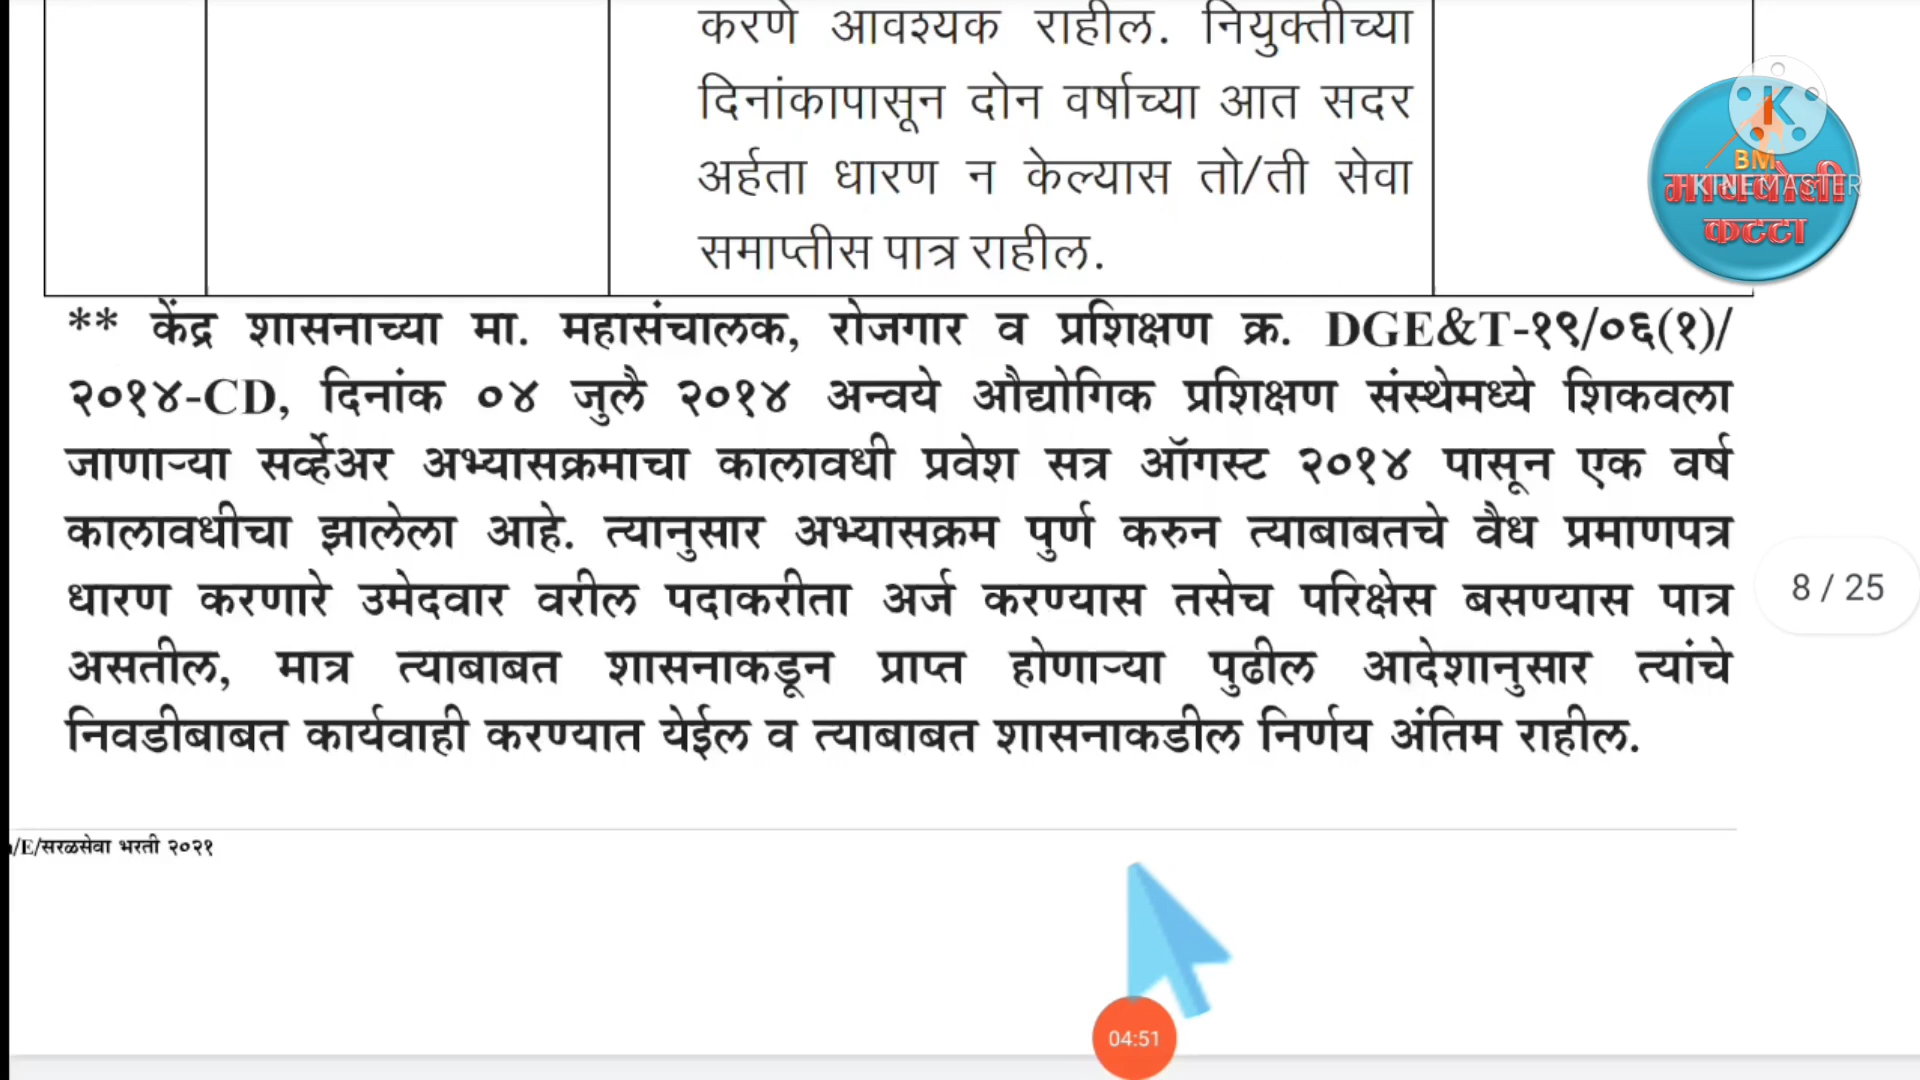 करणे आवश्यक राहील. नियुक्तीच्या
दिनांकापासून दोन वर्षाच्या आत सदर
अर्हता धारण न केल्यास तो/ती सेवा
समाप्तीस पात्र राहील.
K
BM
KINEMASTER
कटटा
** केंद्र शासनाच्या मा. महासंचालक, रोजगार व प्रशिक्षण क्र. DGE&T-१९/०६(१)/
२०१४-CD, दिनांक ०४ जुलै २०१४ अन्वये औद्योगिक प्रशिक्षण संस्थेमध्ये शिकवला
जाणाऱ्या सर्व्हेअर अभ्यासक्रमाचा कालावधी प्रवेश सत्र ऑगस्ट २०१४ पासून एक वर्ष
कालावधीचा झालेला आहे. त्यानुसार अभ्यासक्रम पुर्ण करुन त्याबाबतचे वैध प्रमाणपत्र
धारण करणारे उमेदवार वरील पदाकरीता अर्ज करण्यास तसेच परिक्षेस बसण्यास पात्र
असतील, मात्र त्याबाबत शासनाकडून प्राप्त होणाऱ्या पुढील आदेशानुसार त्यांचे
निवडीबाबत कार्यवाही करण्यात येईल व त्याबाबत शासनाकडील निर्णय अंतिम राहील.
8 / 25
/E/सरळसेवा भरती २०२१
04:51